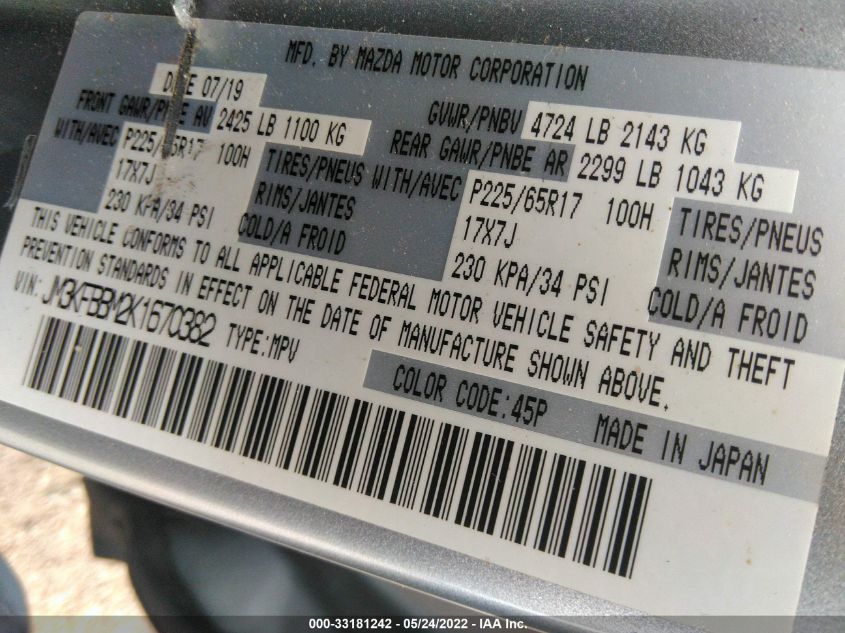 MFD. BY MAZDA MOTOR CORPORATION
DATE 07/19
GVWR/PNBV 4724 LB 2143 KG
FRONT GAWR/PNBE AV 2425 LB 1100 KG
REAR GAWR/PNBE AR 2299 LB 1043 KG
WITH/AVEC P225/65R17 100H TIRES/PNEUS
17X7J RIMS/JANTES
230 KPA/34 PSI COLD/A FROID
WITH/AVEC P225/65R17 100H TIRES/PNEUS
17X7J RIMS/JANTES
230 KPA/34 PSI COLD/A FROID
THIS VEHICLE CONFORMS TO ALL APPLICABLE FEDERAL MOTOR VEHICLE SAFETY AND THEFT
PREVENTION STANDARDS IN EFFECT ON THE DATE OF MANUFACTURE SHOWN ABOVE.
VIN: JM3KFBBM2K1670382 TYPE:MPV
COLOR CODE:45P MADE IN JAPAN
000-33181242 - 05/24/2022 - IAA Inc.